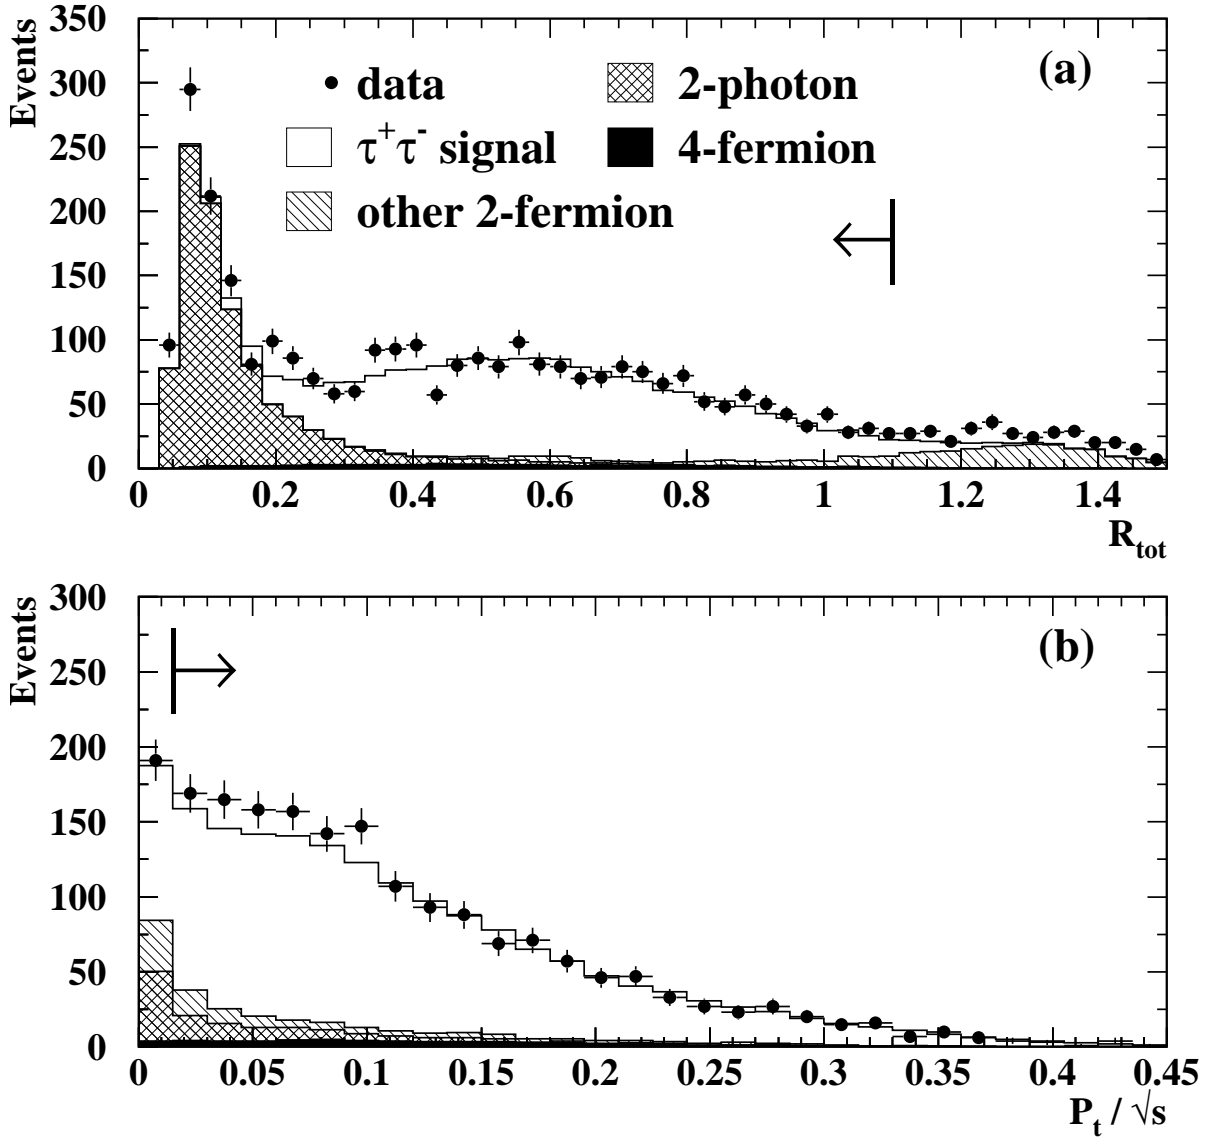 350
300
250
200
150
100
50
0
Events
(a)
data
2-photon
τ+τ- signal
4-fermion
other 2-fermion
0 0.2 0.4 0.6 0.8 1 1.2 1.4
R_tot
300
250
200
150
100
50
0
Events
(b)
0 0.05 0.1 0.15 0.2 0.25 0.3 0.35 0.4 0.45
P_t / √s